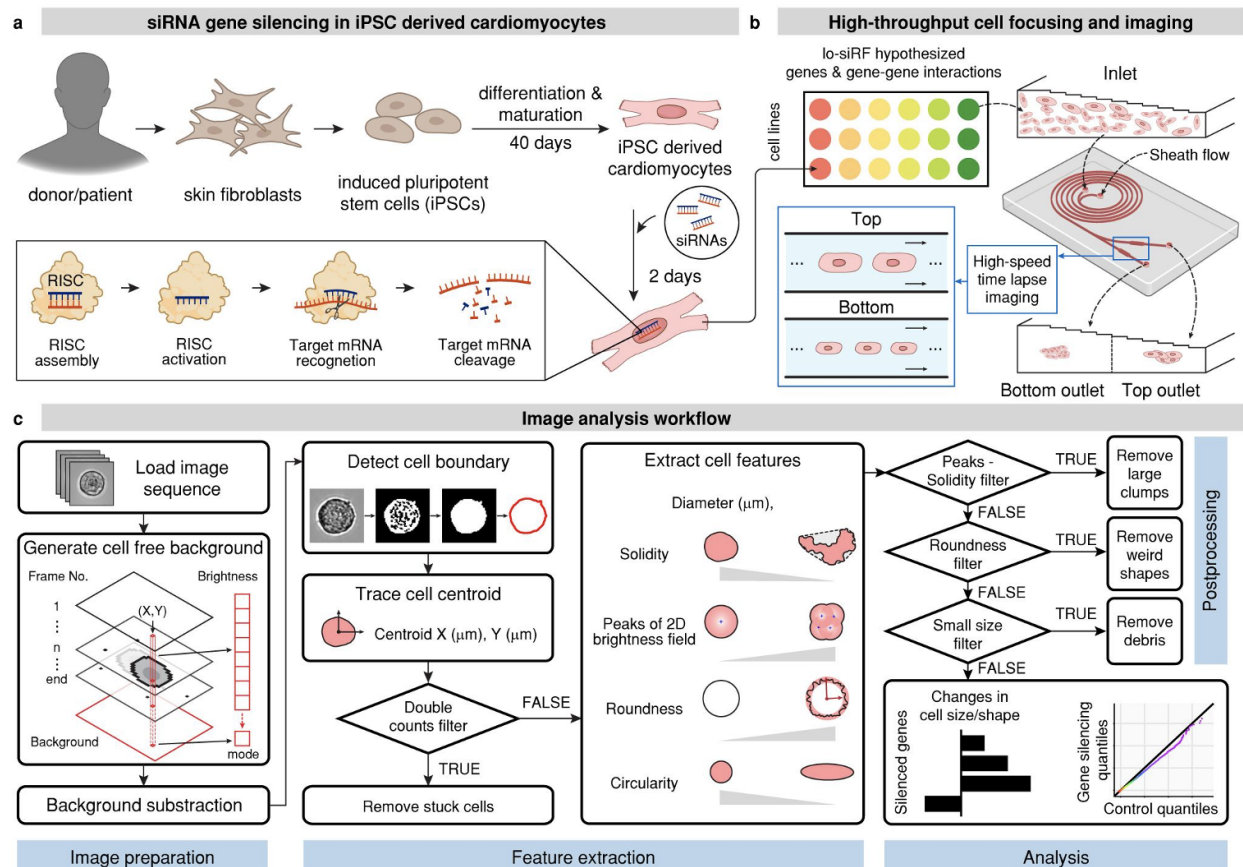 a
siRNA gene silencing in iPSC derived cardiomyocytes
donor/patient
skin fibroblasts
induced pluripotent
stem cells (iPSCs)
differentiation &
maturation
40 days
iPSC derived
cardiomyocytes
siRNAs
2 days
RISC
RISC
assembly
RISC
activation
Target mRNA
recognetion
Target mRNA
cleavage
b
High-throughput cell focusing and imaging
lo-siRF hypothesized
genes & gene-gene interactions
cell lines
Inlet
Sheath flow
Top
...
...
Bottom
...
...
High-speed
time lapse
imaging
Bottom outlet
Top outlet
c
Image analysis workflow
Load image
sequence
Generate cell free background
Frame No.
Brightness
(X,Y)
1
⋮
n
⋮
end
Background
mode
Background substraction
Image preparation
Detect cell boundary
Trace cell centroid
Centroid X (μm), Y (μm)
Double
counts filter
FALSE
TRUE
Remove stuck cells
Extract cell features
Diameter (μm),
Solidity
Peaks of 2D
brightness field
Roundness
Circularity
Feature extraction
Peaks -
Solidity filter
TRUE
Remove
large
clumps
FALSE
Roundness
filter
TRUE
Remove
weird
shapes
FALSE
Small size
filter
TRUE
Remove
debris
FALSE
Postprocessing
Changes in
cell size/shape
Silenced genes
Gene silencing
quantiles
Control quantiles
Analysis